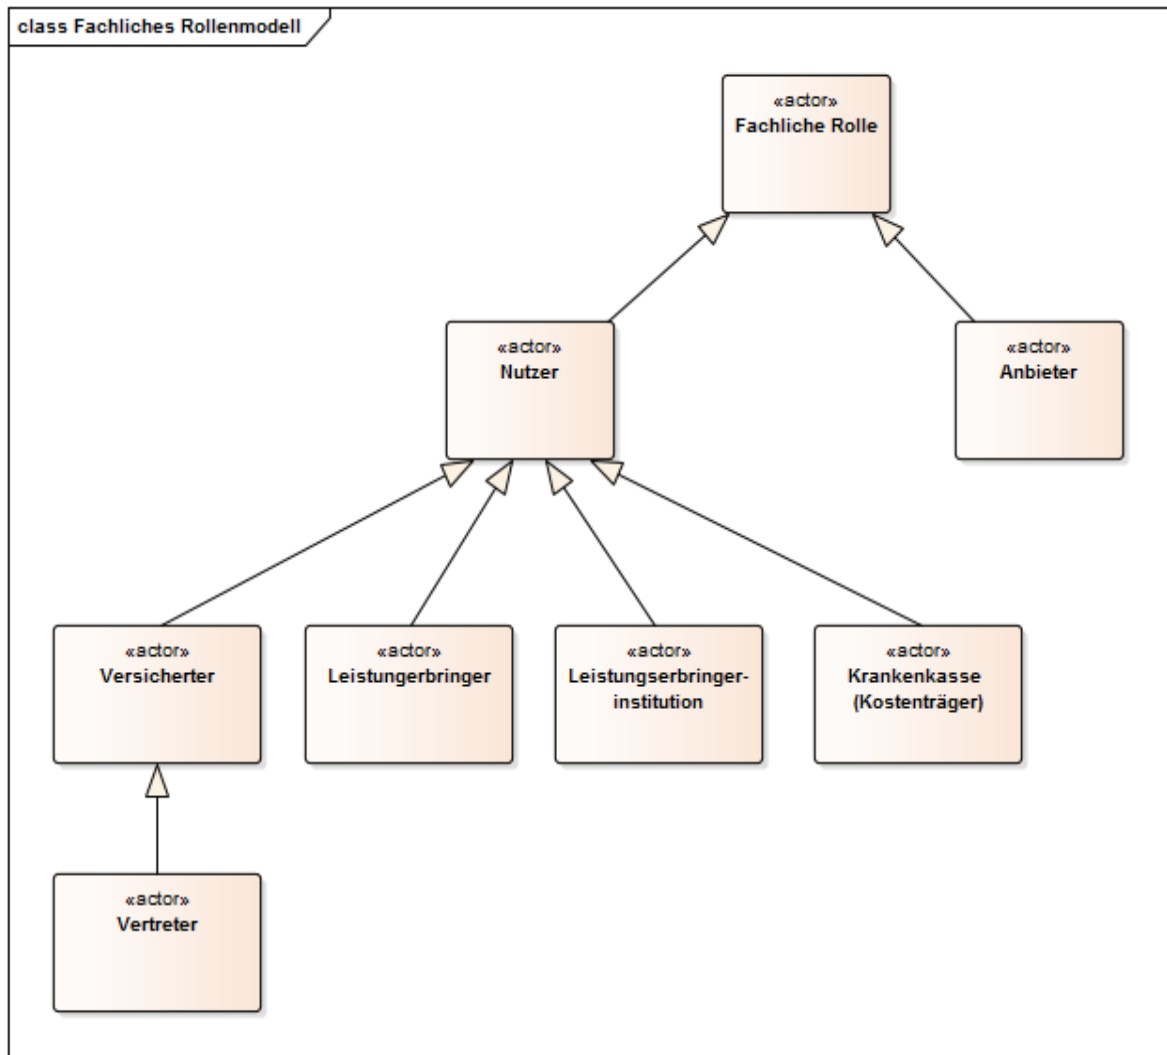 class Fachliches Rollenmodell
«actor»
Fachliche Rolle
«actor»
Nutzer
«actor»
Anbieter
«actor»
Versicherter
«actor»
Leistungerbringer
«actor»
Leistungserbringer-
institution
«actor»
Krankenkasse
(Kostenträger)
«actor»
Vertreter